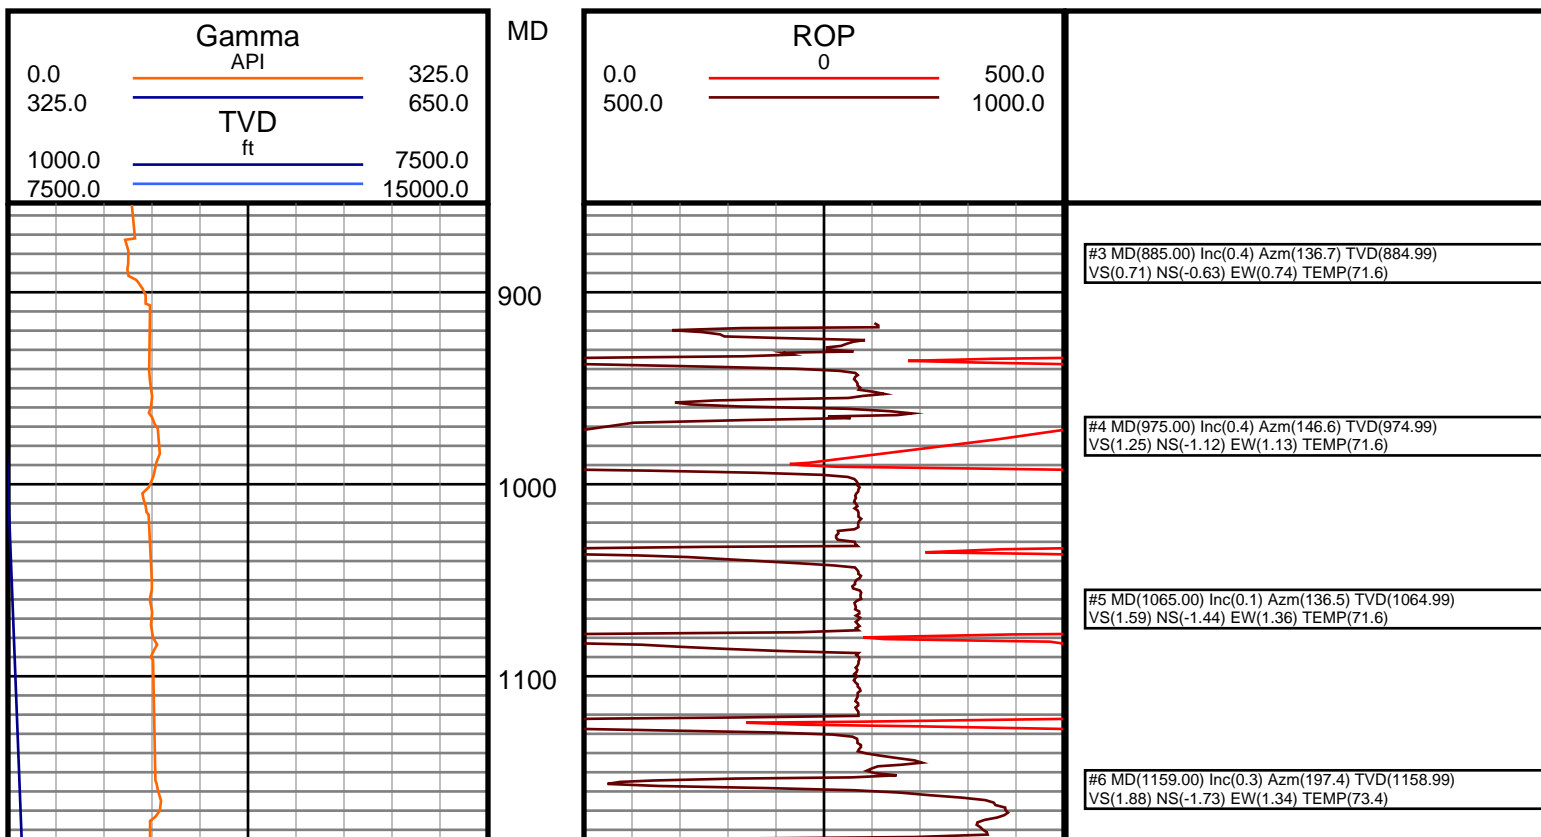 Gamma
API
0.0 325.0
325.0 650.0
TVD
ft
1000.0 7500.0
7500.0 15000.0
MD
ROP
0
0.0 500.0
500.0 1000.0
#3 MD(885.00) Inc(0.4) Azm(136.7) TVD(884.99)
VS(0.71) NS(-0.63) EW(0.74) TEMP(71.6)
900
#4 MD(975.00) Inc(0.4) Azm(146.6) TVD(974.99)
VS(1.25) NS(-1.12) EW(1.13) TEMP(71.6)
1000
#5 MD(1065.00) Inc(0.1) Azm(136.5) TVD(1064.99)
VS(1.59) NS(-1.44) EW(1.36) TEMP(71.6)
1100
#6 MD(1159.00) Inc(0.3) Azm(197.4) TVD(1158.99)
VS(1.88) NS(-1.73) EW(1.34) TEMP(73.4)